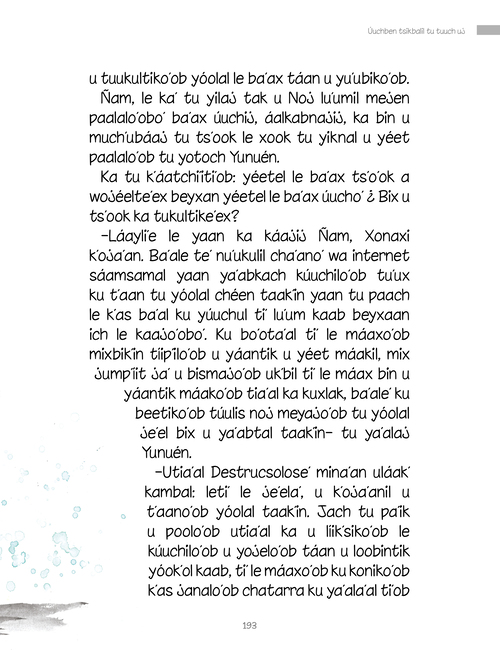 Úuchben tsikbalil tu tuuch uj
u tuukultiko'ob yóolal le ba'ax táan u yu'ubiko'ob.
Ñam, le ka' tu yilaj tak u Noj lu'umil mejen
paalalo'obo' ba'ax úuchij, áalkabnajij, ka bin u
much'ubáaj tu ts'ook le xook tu yiknal u yéet
paalalo'ob tu yotoch Yunuén.
Ka tu k'áatchi'iti'ob: yéetel le ba'ax ts'o'ok a
wojéelte'ex beyxan yéetel le ba'ax úucho' ¿ Bix u
ts'ook ka tukultike'ex?
–Láayli'e le yaan ka káajij Ñam, Xonaxi
k'oja'an. Ba'ale te' nu'ukulil cha'ano' wa internet
sáamsamal yaan ya'abkach kúuchilo'ob tu'ux
ku t'aan tu yóolal chéen taak'in yaan tu paach
le k'as ba'al ku yúuchul ti' lu'um kaab beyxaan
ich le kaajo'obo'. Ku bo'ota'al ti' le máaxo'ob
mixbik'in tíipilo'ob u yáantik u yéet máakil, mix
jump'íit ja' u bismajo'ob uk'bil ti' le máax bin u
yáantik máako'ob tia'al ka kuxlak, ba'ale' ku
beetiko'ob túulis noj meyajo'ob tu yóolal
je'el bix u ya'abtal taak'in– tu ya'alaj
Yunuén.
–Utia'al Destrucsolose' mina'an uláak'
kambal: leti' le je'ela', u k'oja'anil u
t'aano'ob yóolal taak'in. Jach tu pa'ik
u poolo'ob utia'al ka u líik'siko'ob le
kúuchilo'ob u yojelo'ob táan u loobintik
yóok'ol kaab, ti' le máaxo'ob ku koniko'ob
k'as janalo'ob chatarra ku ya'ala'al ti'ob
193